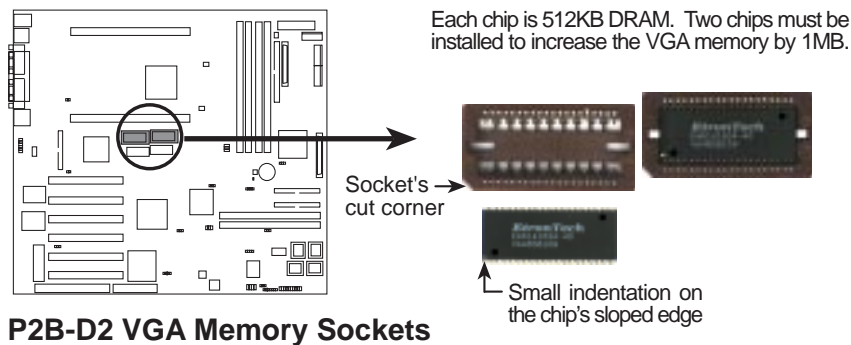 Each chip is 512KB DRAM. Two chips must be
installed to increase the VGA memory by 1MB.
Socket's
cut corner
EtronTech
Small indentation on
the chip's sloped edge
P2B-D2 VGA Memory Sockets